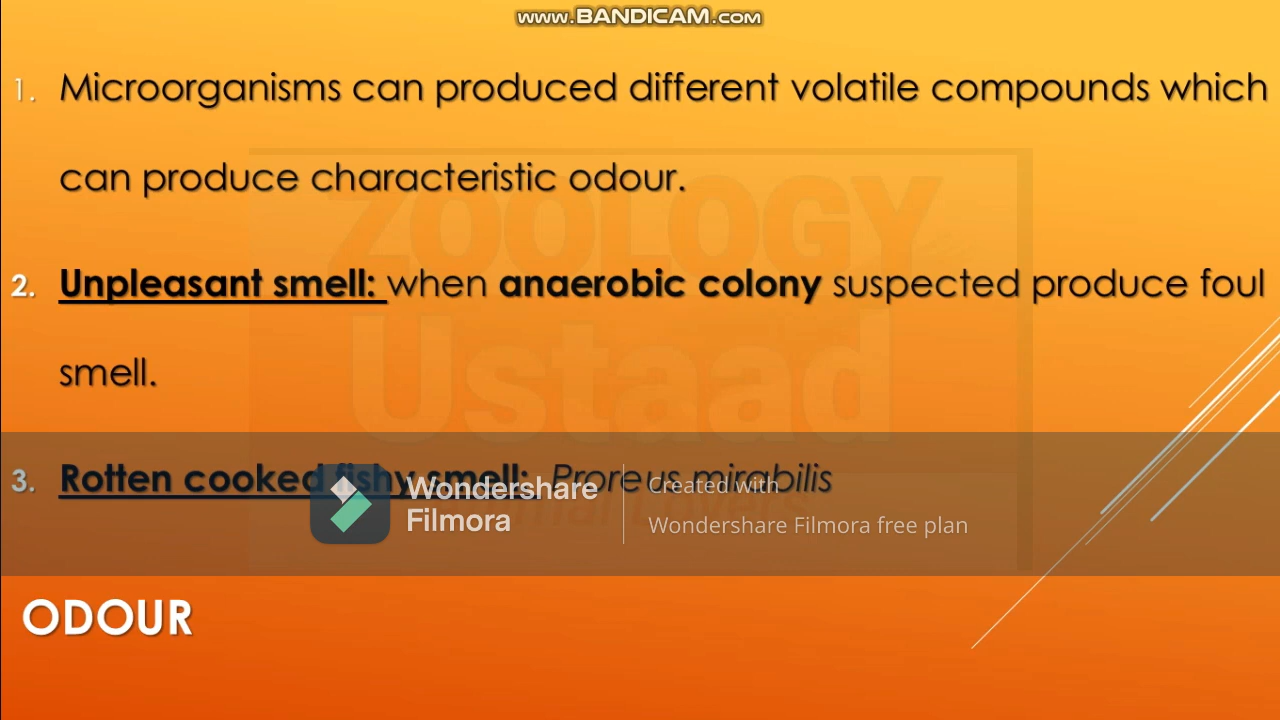 www.BANDICAM.com
1. Microorganisms can produced different volatile compounds which
can produce characteristic odour.
2. Unpleasant smell: when anaerobic colony suspected produce foul
smell.
3. Rotten cooked fishy smell: Proreus mirabilis
Wondershare
Filmora
Created with
Wondershare Filmora free plan
ZOOLOGY
Ustaad
ODOUR